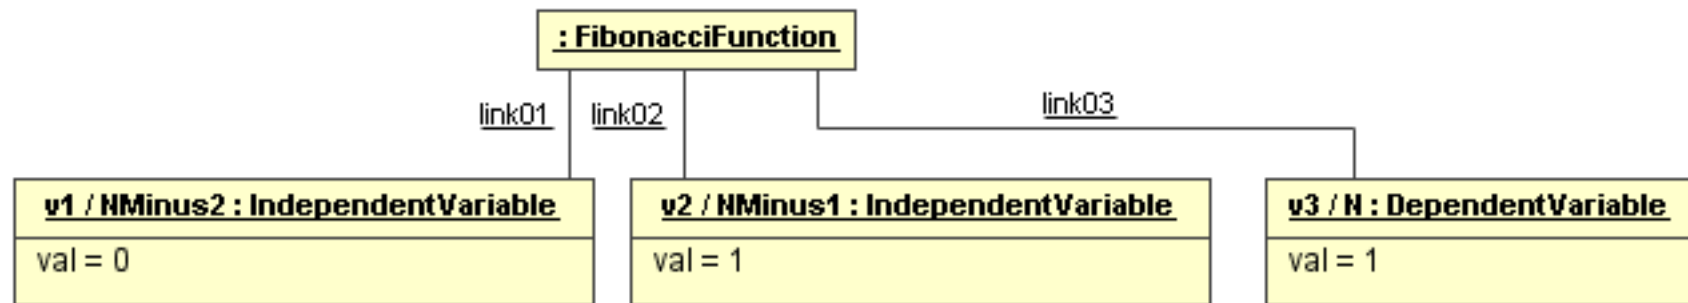 : FibonacciFunction
link01
link02
link03
v1 / NMinus2 : IndependentVariable
val = 0
v2 / NMinus1 : IndependentVariable
val = 1
v3 / N : DependentVariable
val = 1